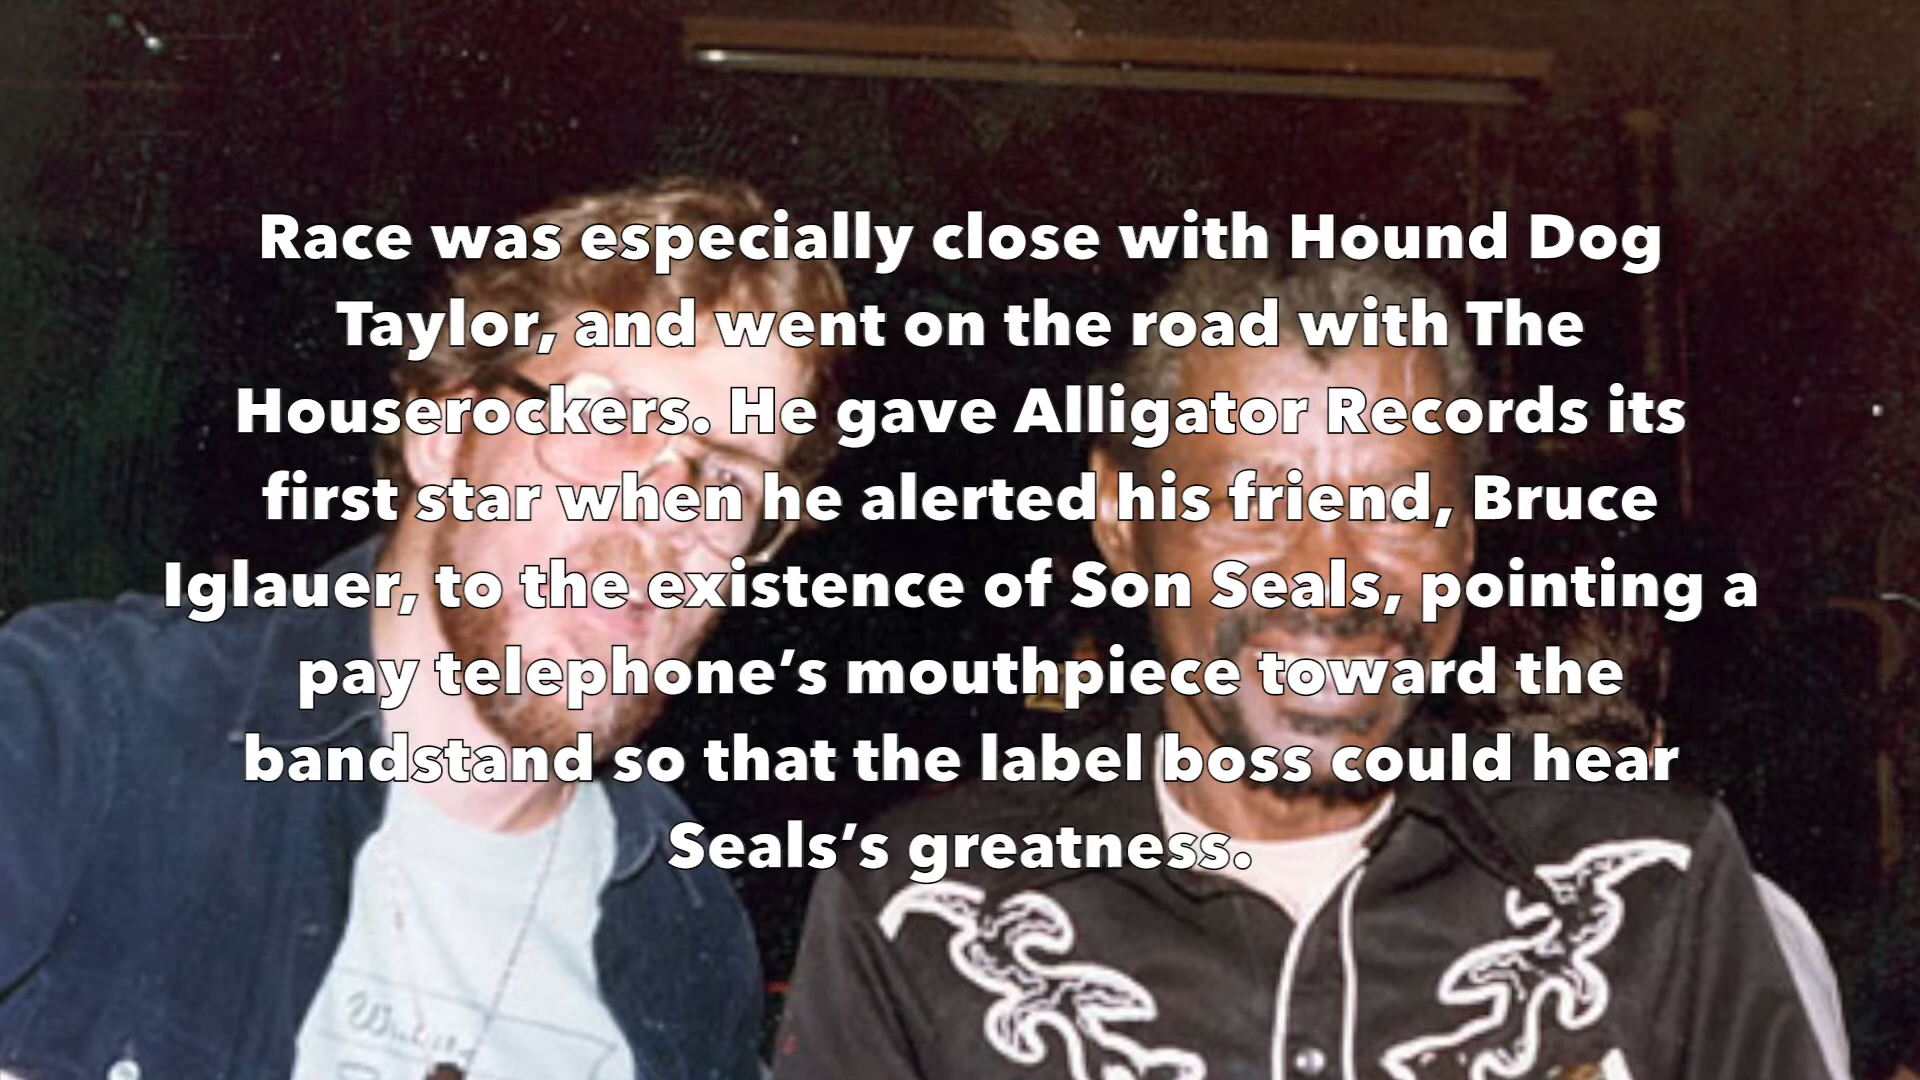 Race was especially close with Hound Dog
Taylor, and went on the road with The
Houserockers. He gave Alligator Records its
first star when he alerted his friend, Bruce
Iglauer, to the existence of Son Seals, pointing a
pay telephone’s mouthpiece toward the
bandstand so that the label boss could hear
Seals’s greatness.